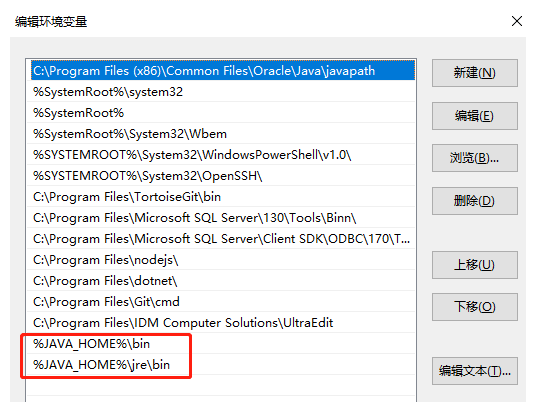 编辑环境变量
C:\Program Files (x86)\Common Files\Oracle\Java\javapath
%SystemRoot%\system32
%SystemRoot%
%SystemRoot%\System32\Wbem
%SYSTEMROOT%\System32\WindowsPowerShell\v1.0\
%SYSTEMROOT%\System32\OpenSSH\
C:\Program Files\TortoiseGit\bin
C:\Program Files\Microsoft SQL Server\130\Tools\Binn\
C:\Program Files\Microsoft SQL Server\Client SDK\ODBC\170\T...
C:\Program Files\nodejs\
C:\Program Files\dotnet\
C:\Program Files\Git\cmd
C:\Program Files\IDM Computer Solutions\UltraEdit
%JAVA_HOME%\bin
%JAVA_HOME%\jre\bin
新建(N)
编辑(E)
浏览(B)...
删除(D)
上移(U)
下移(O)
编辑文本(T)...